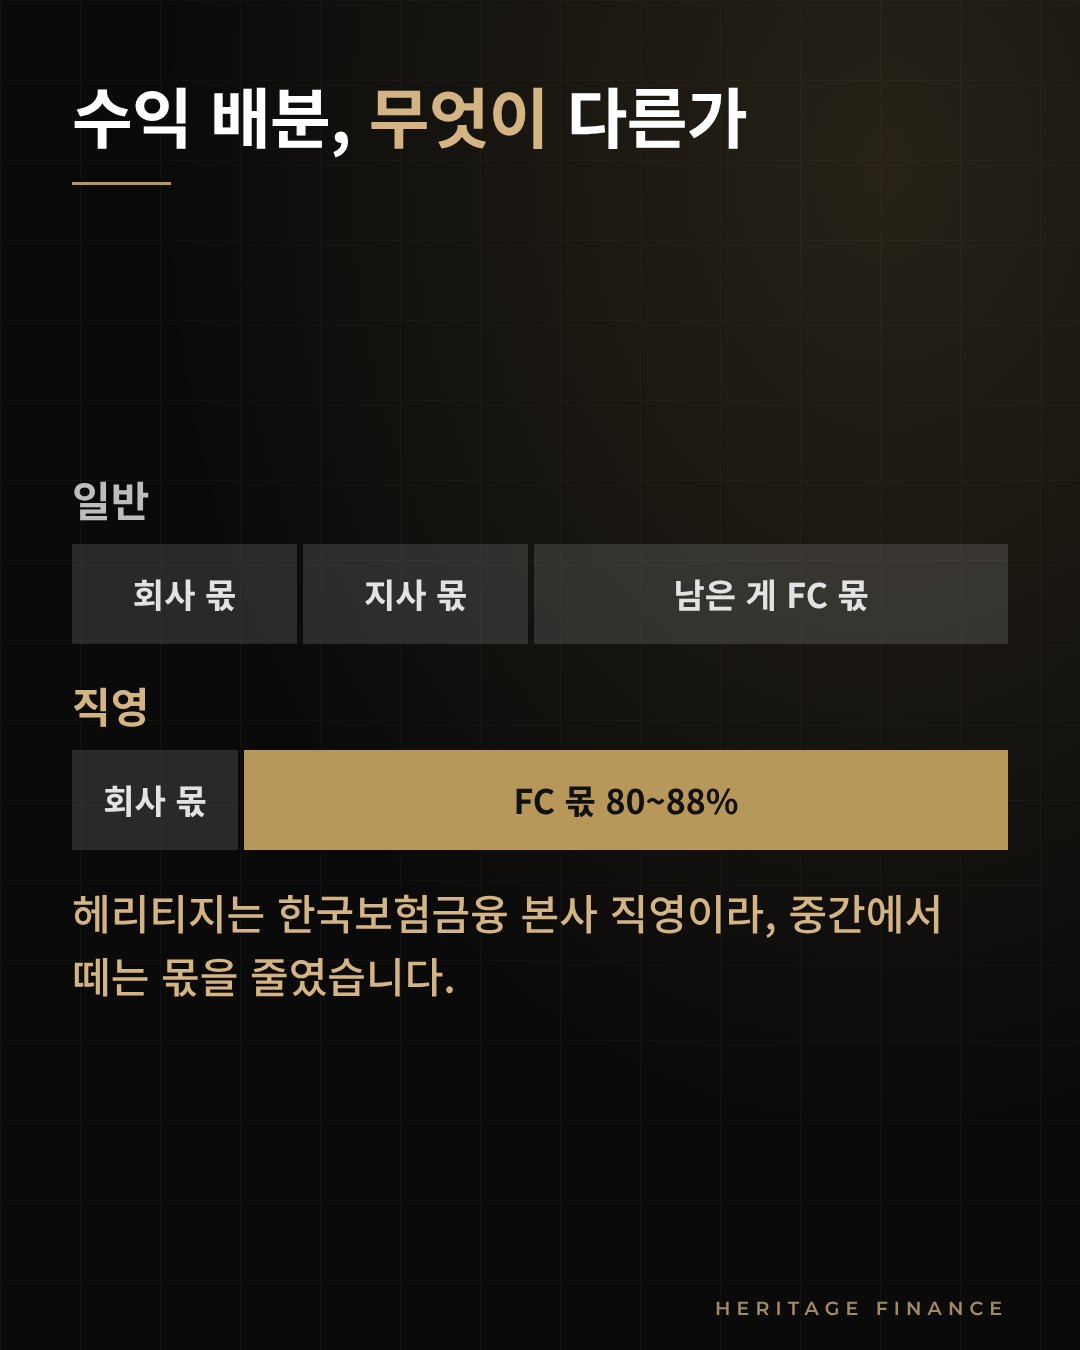 수익 배분, 무엇이 다른가
일반
회사 몫
지사 몫
남은 게 FC 몫
직영
회사 몫
FC 몫 80~88%
헤리티지는 한국보험금융 본사 직영이라, 중간에서
떼는 몫을 줄였습니다.
HERITAGE FINANCE